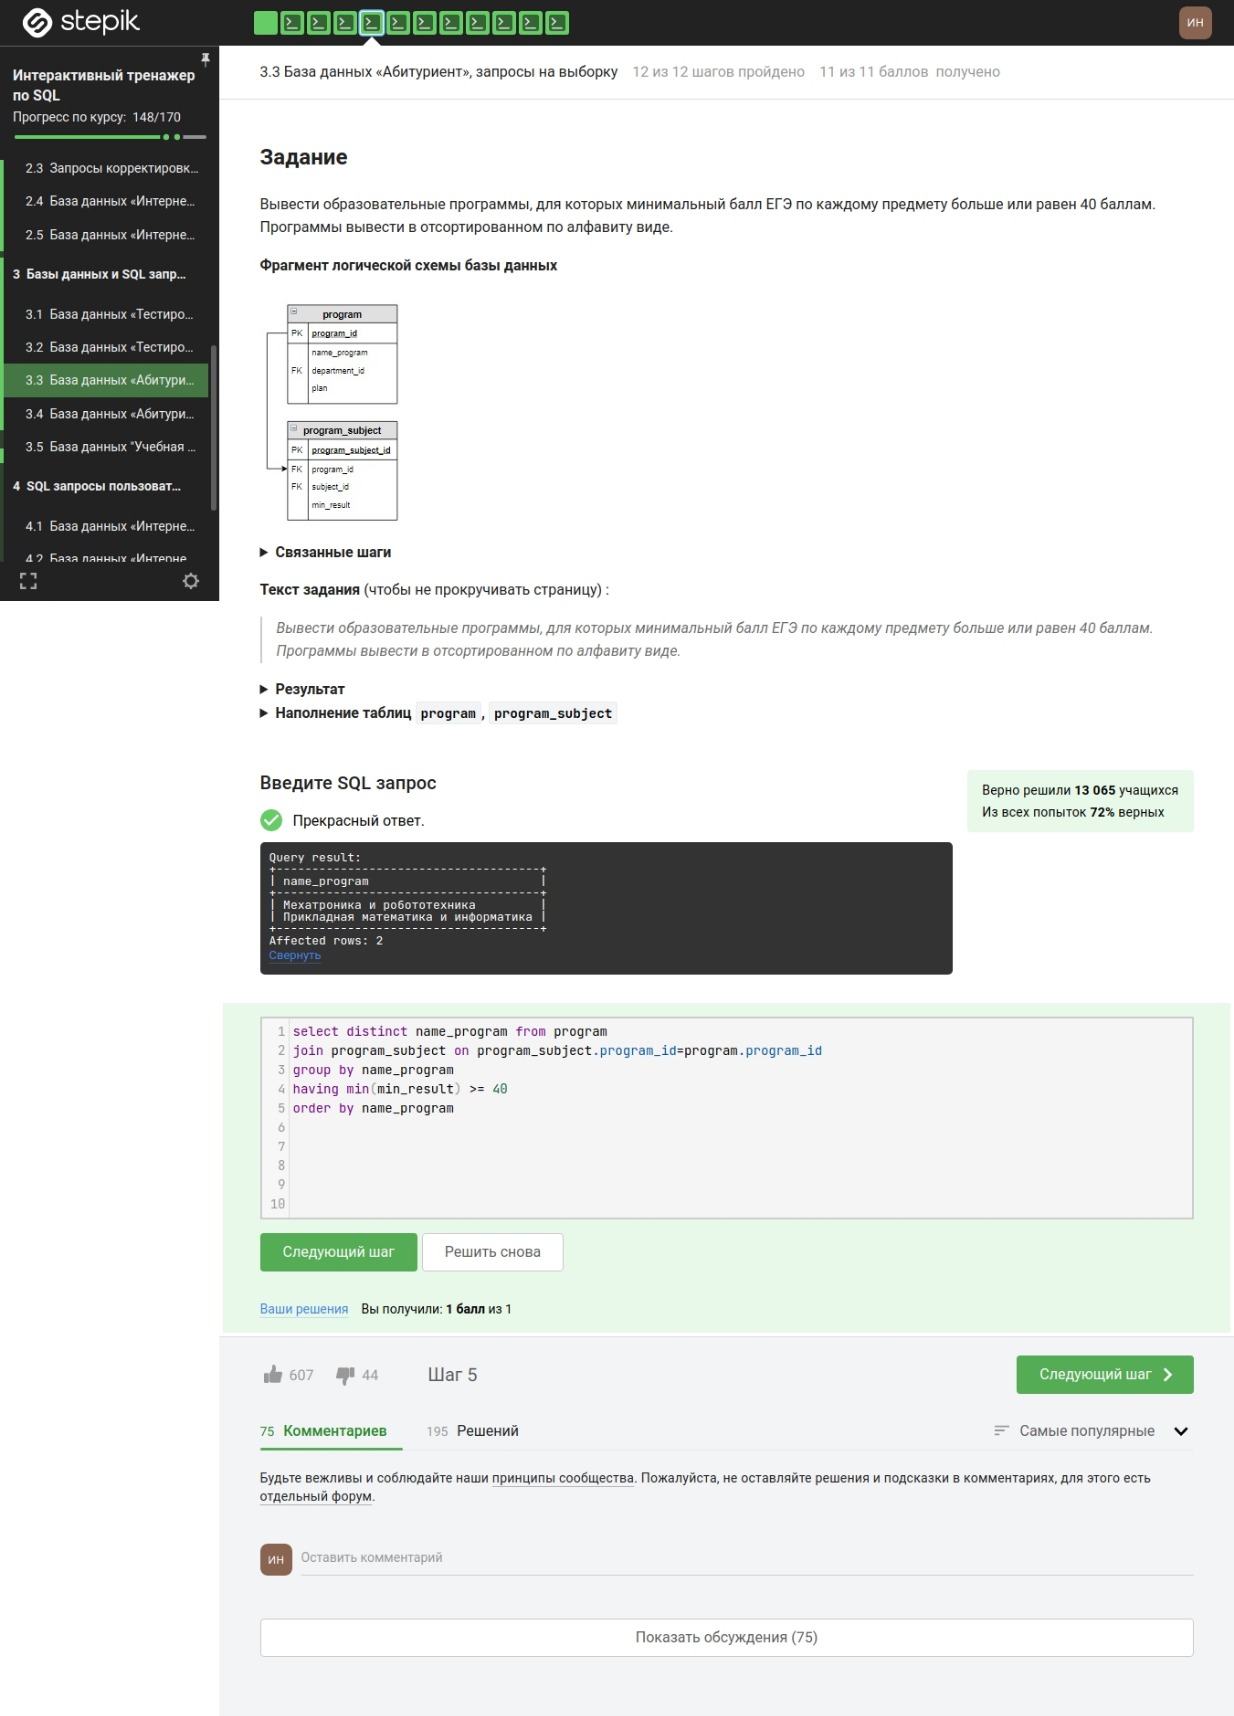 stepik
ИН
Интерактивный тренажер
по SQL
Прогресс по курсу: 148/170
2.3 Запросы корректировк...
2.4 База данных «Интерне...
2.5 База данных «Интерне...
3 Базы данных и SQL запр...
3.1 База данных «Тестиро...
3.2 База данных «Тестиро...
3.3 База данных «Абитури...
3.4 База данных «Абитури...
3.5 База данных "Учебная ...
4 SQL запросы пользоват...
4.1 База данных «Интерне...
4.2 База данных «Интерне
3.3 База данных «Абитуриент», запросы на выборку 12 из 12 шагов пройдено 11 из 11 баллов получено
Задание
Вывести образовательные программы, для которых минимальный балл ЕГЭ по каждому предмету больше или равен 40 баллам.
Программы вывести в отсортированном по алфавиту виде.
Фрагмент логической схемы базы данных
program
PK program_id
name_program
FK department_id
plan
program_subject
PK program_subject_id
FK program_id
FK subject_id
min_result
Связанные шаги
Текст задания (чтобы не прокручивать страницу) :
Вывести образовательные программы, для которых минимальный балл ЕГЭ по каждому предмету больше или равен 40 баллам.
Программы вывести в отсортированном по алфавиту виде.
Результат
Наполнение таблиц program, program_subject
Введите SQL запрос
Верно решили 13 065 учащихся
Из всех попыток 72% верных
Прекрасный ответ.
Query result:
+-------------------------------------+
| name_program                        |
+-------------------------------------+
| Мехатроника и робототехника         |
| Прикладная математика и информатика |
+-------------------------------------+
Affected rows: 2
Свернуть
1 select distinct name_program from program
2 join program_subject on program_subject.program_id=program.program_id
3 group by name_program
4 having min(min_result) >= 40
5 order by name_program
6
7
8
9
10
Следующий шаг Решить снова
Ваши решения Вы получили: 1 балл из 1
607 44 Шаг 5 Следующий шаг
75 Комментариев 195 Решений Самые популярные
Будьте вежливы и соблюдайте наши принципы сообщества. Пожалуйста, не оставляйте решения и подсказки в комментариях, для этого есть
отдельный форум.
ИН Оставить комментарий
Показать обсуждения (75)